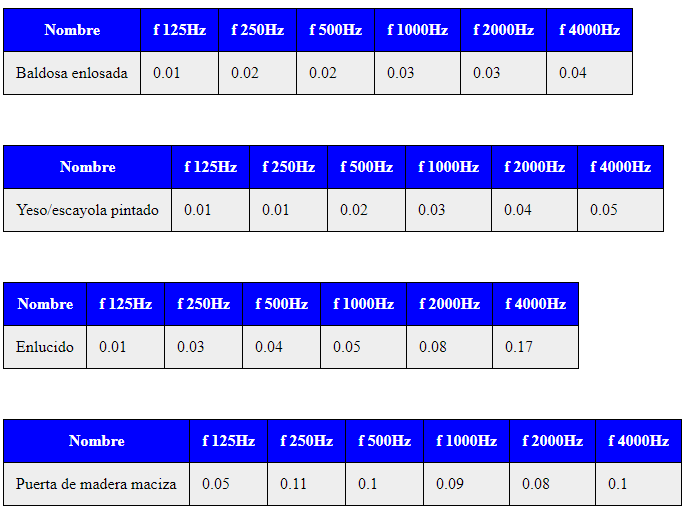 Nombre f 125Hz f 250Hz f 500Hz f 1000Hz f 2000Hz f 4000Hz
Baldosa enlosada 0.01 0.02 0.02 0.03 0.03 0.04
Nombre f 125Hz f 250Hz f 500Hz f 1000Hz f 2000Hz f 4000Hz
Yeso/escayola pintado 0.01 0.01 0.02 0.03 0.04 0.05
Nombre f 125Hz f 250Hz f 500Hz f 1000Hz f 2000Hz f 4000Hz
Enlucido 0.01 0.03 0.04 0.05 0.08 0.17
Nombre f 125Hz f 250Hz f 500Hz f 1000Hz f 2000Hz f 4000Hz
Puerta de madera maciza 0.05 0.11 0.1 0.09 0.08 0.1